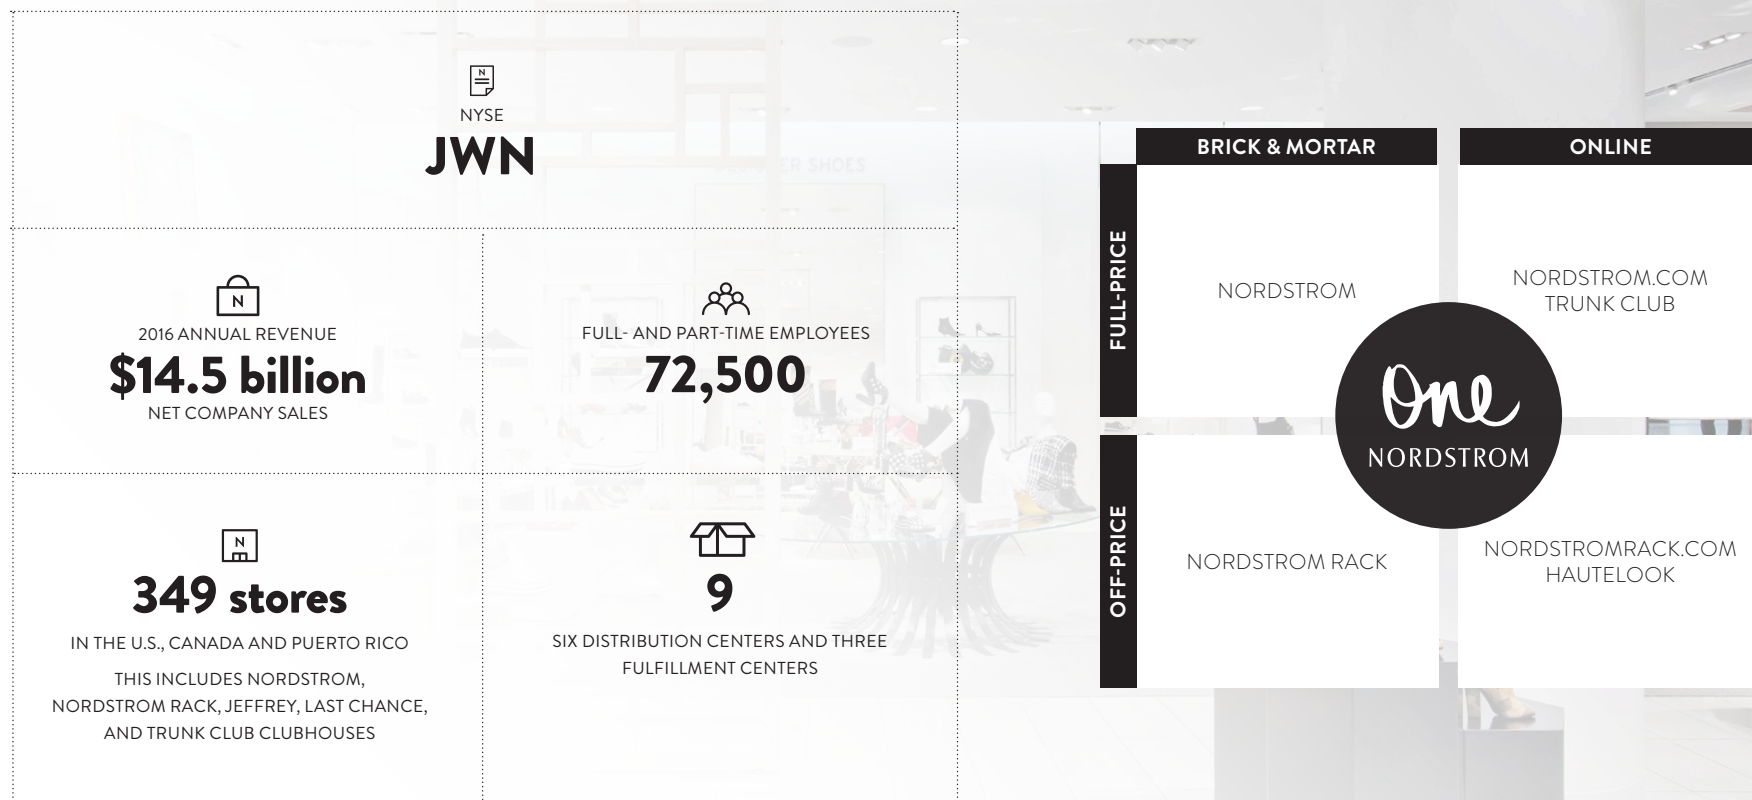 NYSE
JWN
2016 ANNUAL REVENUE
$14.5 billion
NET COMPANY SALES
FULL- AND PART-TIME EMPLOYEES
72,500
349 stores
IN THE U.S., CANADA AND PUERTO RICO
THIS INCLUDES NORDSTROM,
NORDSTROM RACK, JEFFREY, LAST CHANCE,
AND TRUNK CLUB CLUBHOUSES
9
SIX DISTRIBUTION CENTERS AND THREE
FULFILLMENT CENTERS
BRICK & MORTAR
ONLINE
FULL-PRICE
NORDSTROM
NORDSTROM.COM
TRUNK CLUB
One
NORDSTROM
OFF-PRICE
NORDSTROM RACK
NORDSTROMRACK.COM
HAUTELOOK